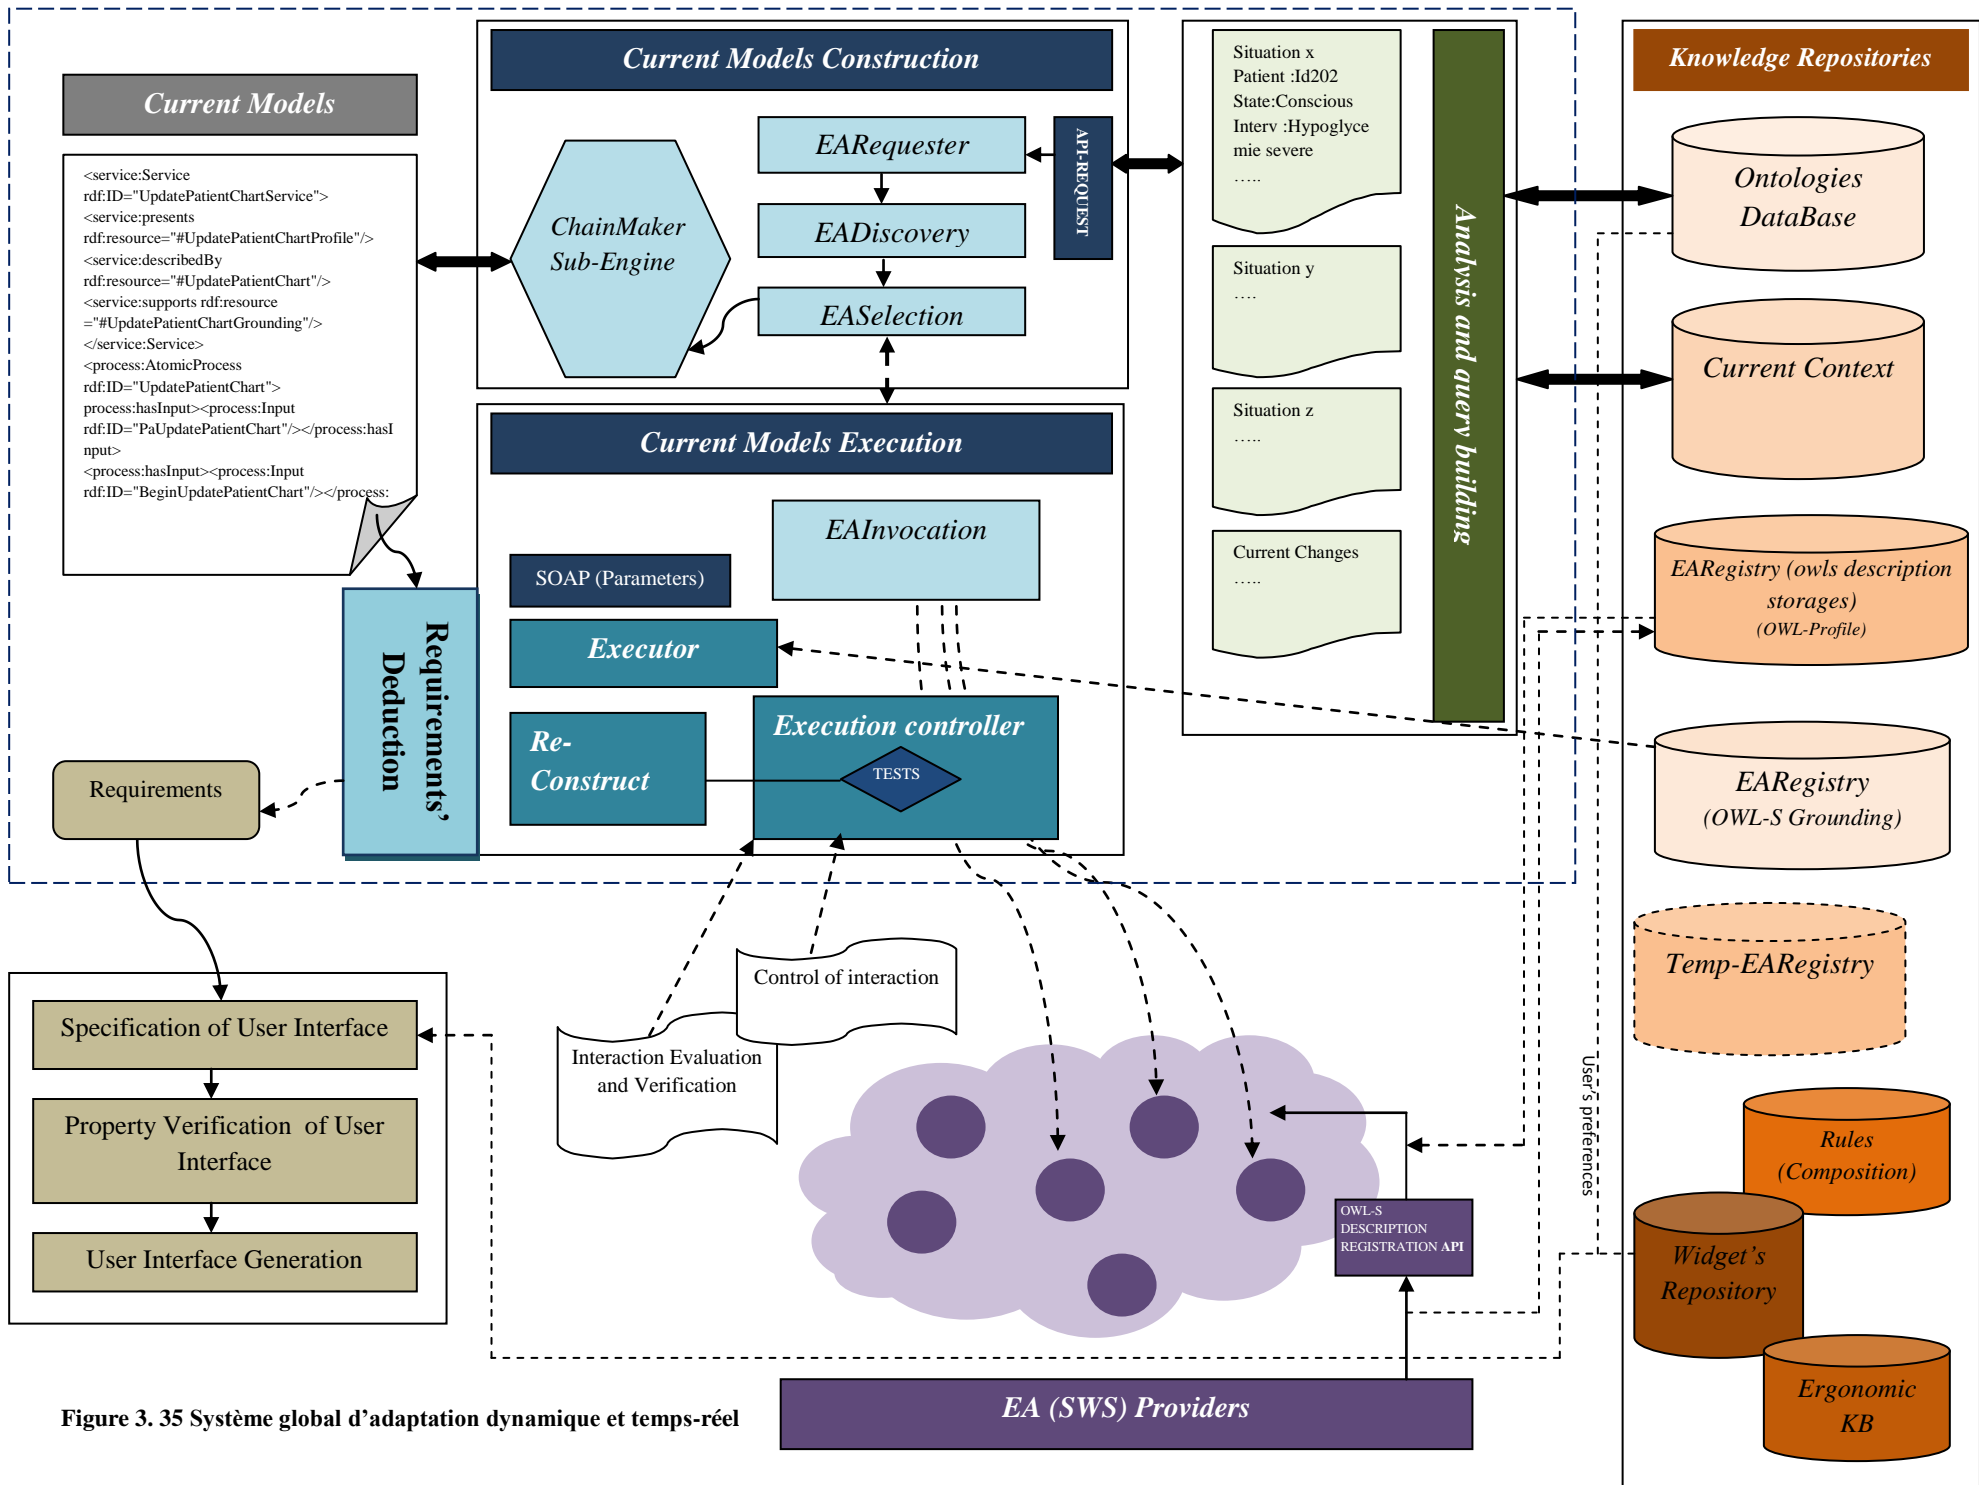 Current Models Construction
Knowledge Repositories
Current Models
Situation x
Patient :Id202
State:Conscious
Interv :Hypoglyce
mie severe
…..
EARequester
API-REQUEST
EADiscovery
EASelection
ChainMaker
Sub-Engine
<service:Service
rdf:ID="UpdatePatientChartService">
<service:presents
rdf:resource="#UpdatePatientChartProfile"/>
<service:describedBy
rdf:resource="#UpdatePatientChart"/>
<service:supports rdf:resource
="#UpdatePatientChartGrounding"/>
</service:Service>
<process:AtomicProcess
rdf:ID="UpdatePatientChart">
process:hasInput><process:Input
rdf:ID="PaUpdatePatientChart"/></process:hasI
nput>
<process:hasInput><process:Input
rdf:ID="BeginUpdatePatientChart"/></process:
Situation y
….
Situation z
…..
Current Changes
…..
Analysis and query building
Ontologies
DataBase
Current Context
EARegistry (owls description
storages)
(OWL-Profile)
EARegistry
(OWL-S Grounding)
Temp-EARegistry
Rules
(Composition)
Widget's
Repository
Ergonomic
KB
User's preferences
Current Models Execution
EAInvocation
SOAP (Parameters)
Executor
Re-
Construct
Execution controller
TESTS
Requirements'
Deduction
Requirements
Control of interaction
Interaction Evaluation
and Verification
Specification of User Interface
Property Verification  of User
Interface
User Interface Generation
OWL-S
DESCRIPTION
REGISTRATION API
EA (SWS) Providers
Figure 3. 35 Système global d'adaptation dynamique et temps-réel